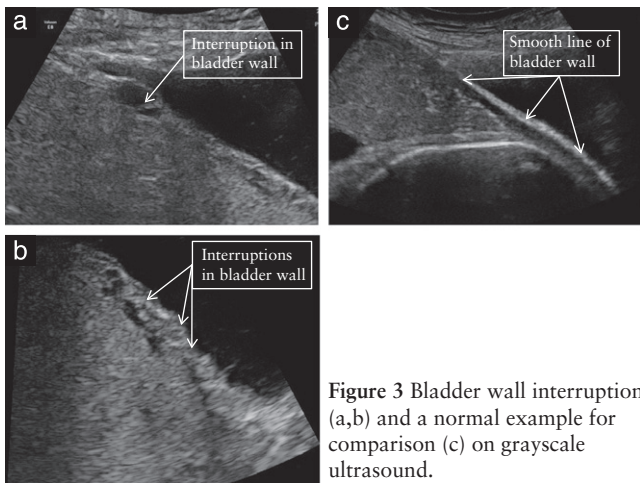 a
Interruption in
bladder wall
c
Smooth line of
bladder wall
b
Interruptions
in bladder wall
Figure 3 Bladder wall interruption
(a,b) and a normal example for
comparison (c) on grayscale
ultrasound.